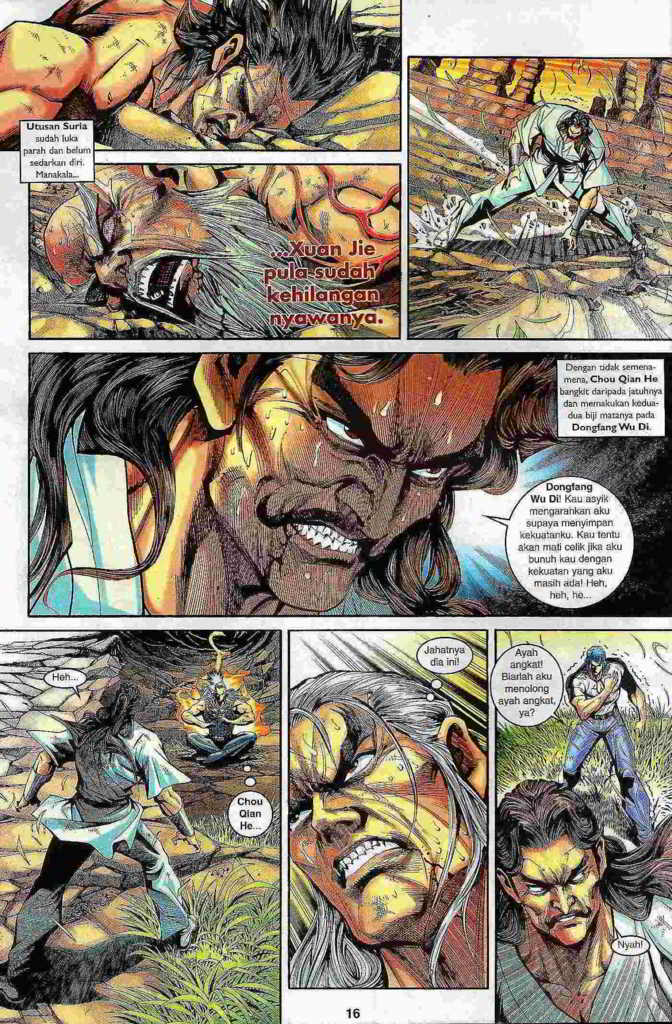 Utusan Suria
sudah luka
parah dan belum
sedarkan diri.
Manakala...
...Xuan Jie
pula sudah
kehilangan
nyawanya.
Dengan tidak semena-
mena, Chou Qian He
bangkit daripada jatuhnya
dan memakukan kedua-
dua biji matanya pada
Dongfang Wu Di.
Dongfang
Wu Di! Kau asyik
mengarahkan aku
supaya menyimpan
kekuatanku. Kau tentu
akan mati celik jika aku
bunuh kau dengan
kekuatan yang aku
masih ada! Heh,
heh, he...
Heh...
Chou
Qian
He...
Jahatnya
dia ini!
Ayah
angkat!
Biarlah aku
menolong
ayah angkat,
ya?
Nyah!
16